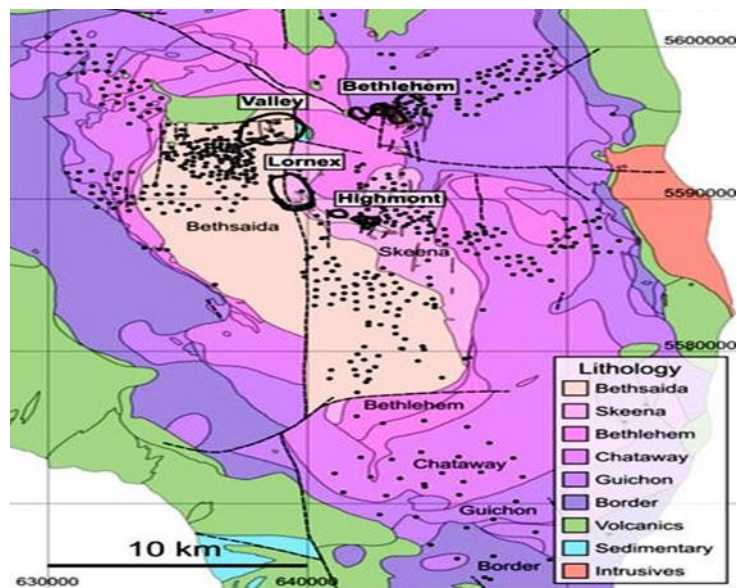 5600000
Bethlehem
Valley
Lornex
5590000
Highmont
Bethsaida
Skeena
5580000
Bethlehem
Chataway
Guichon
Border
10 km
630000
640000
Lithology
Bethsaida
Skeena
Bethlehem
Chataway
Guichon
Border
Volcanics
Sedimentary
Intrusives